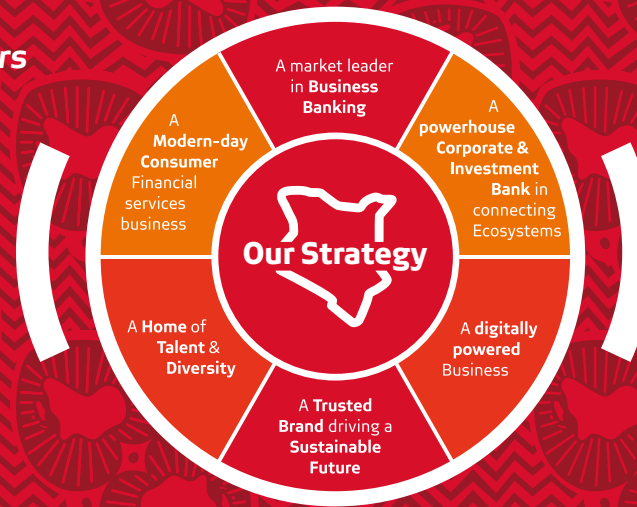 rs
A market leader
in Business
Banking
A
powerhouse
Corporate &
Investment
Bank in
connecting
Ecosystems
A digitally
powered
Business
A Trusted
Brand driving a
Sustainable
Future
A Home of
Talent &
Diversity
A
Modern-day
Consumer
Financial
services
business
Our Strategy